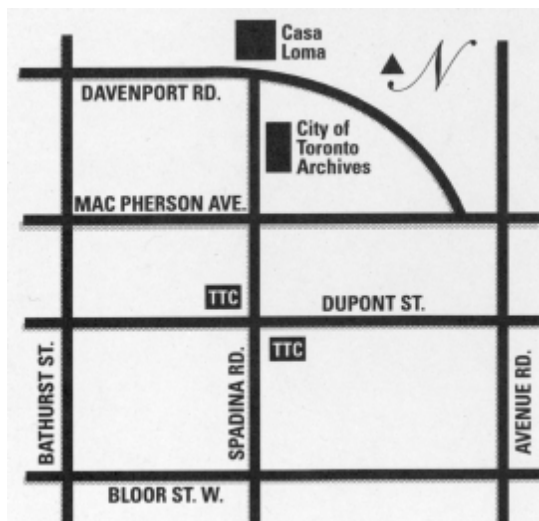 Casa
Loma
N
DAVENPORT RD.
City of
Toronto
Archives
MAC PHERSON AVE.
TTC
DUPONT ST.
TTC
BATHURST ST.
SPADINA RD.
AVENUE RD.
BLOOR ST. W.